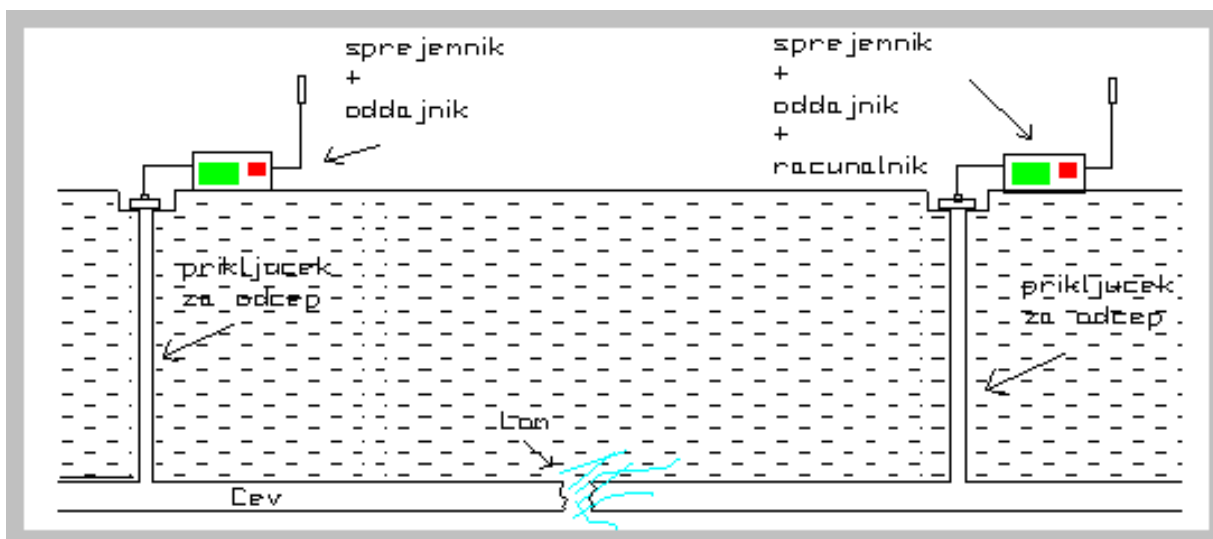 sprejemnik
+
oddajnik
sprejemnik
+
oddajnik
+
racunalnik
prikljucek
za odcep
prikljucek
za odcep
Lom
Cev